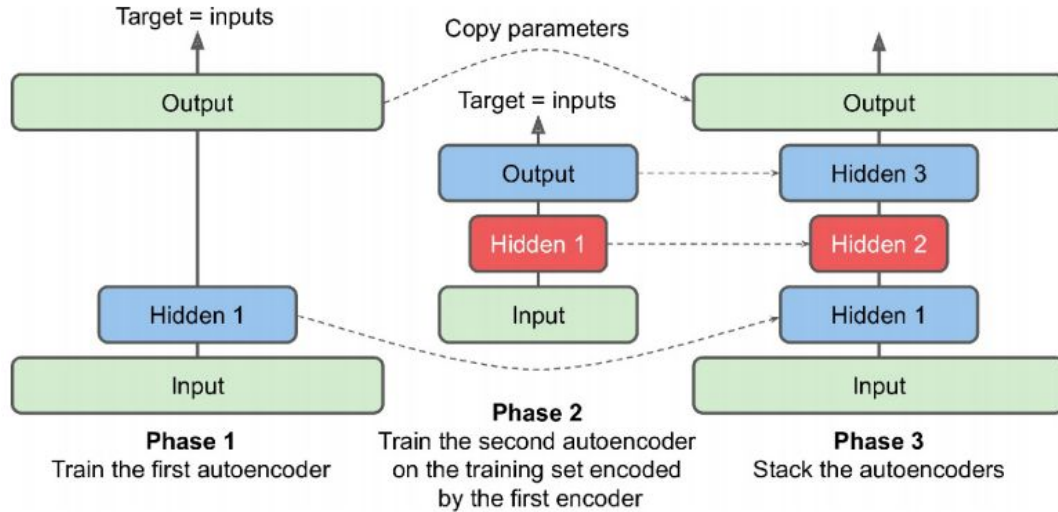 Target = inputs
Copy parameters
Output
Target = inputs
Output
Output
Hidden 3
Hidden 1
Hidden 2
Hidden 1
Input
Hidden 1
Input
Input
Phase 1
Train the first autoencoder
Phase 2
Train the second autoencoder
on the training set encoded
by the first encoder
Phase 3
Stack the autoencoders